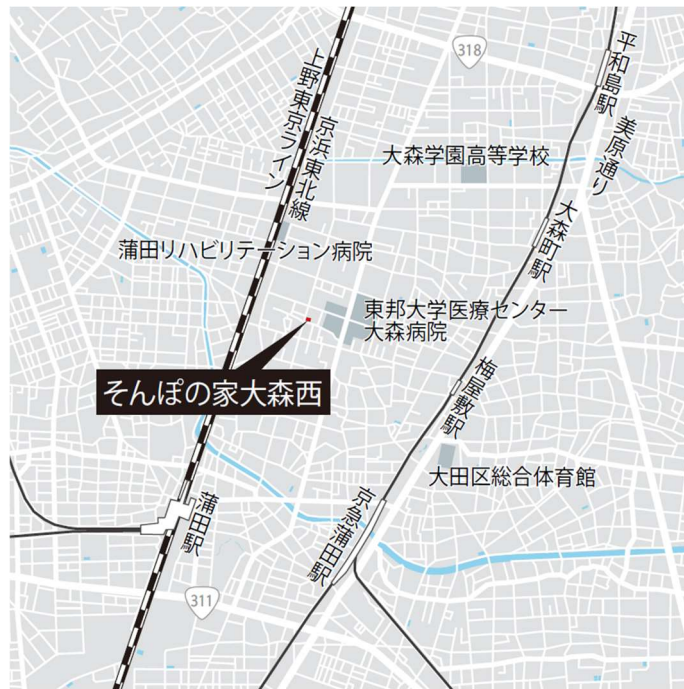 318
平和島駅
美原通り
上野東京ライン
京浜東北線
大森学園高等学校
大森町駅
蒲田リハビリテーション病院
東邦大学医療センター
大森病院
そんぽの家大森西
梅屋敷駅
大田区総合体育館
蒲田駅
京急蒲田駅
311